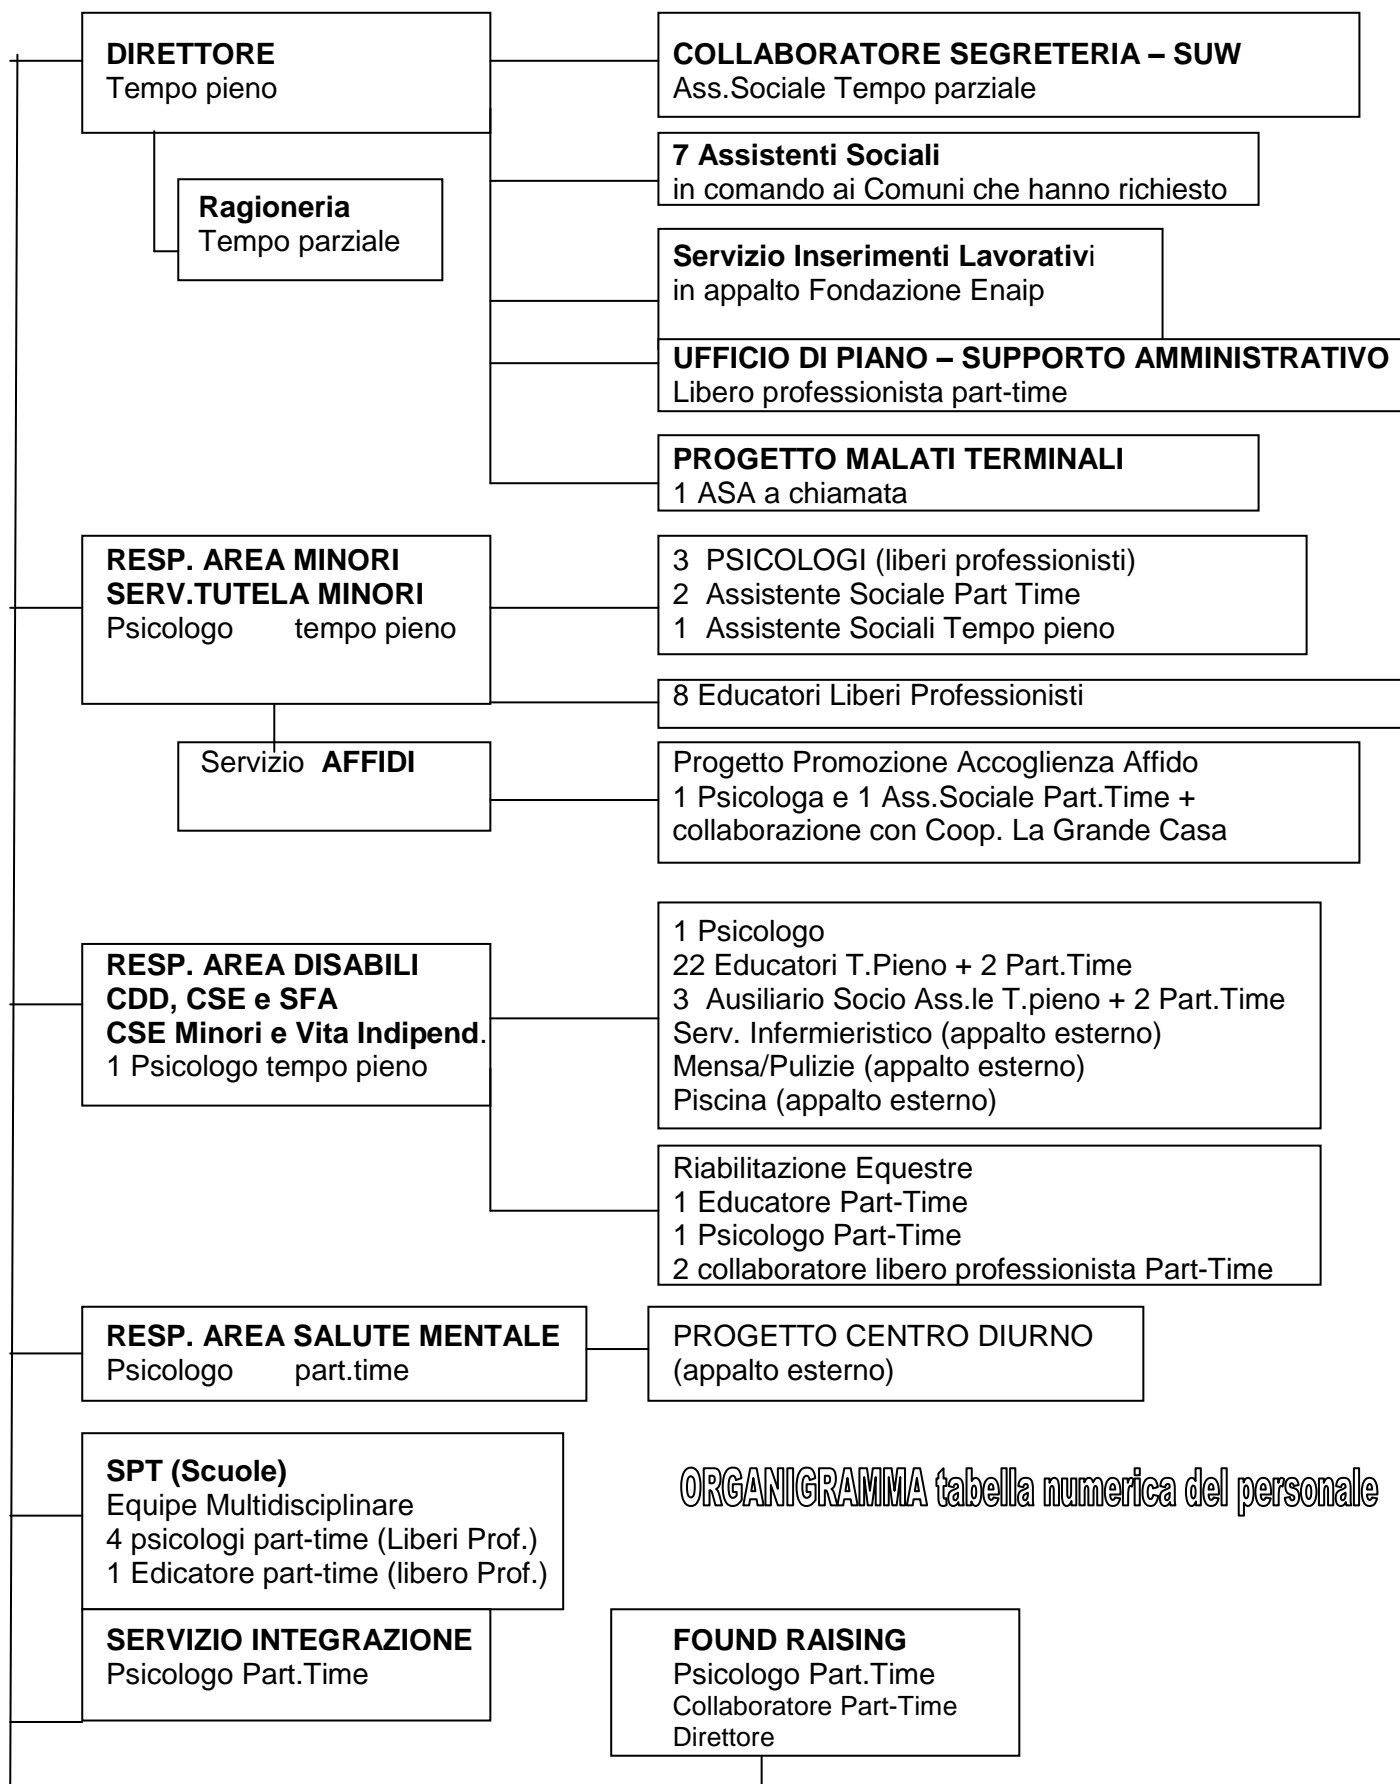 DIRETTORE
Tempo pieno
COLLABORATORE SEGRETERIA – SUW
Ass.Sociale Tempo parziale
7 Assistenti Sociali
in comando ai Comuni che hanno richiesto
Ragioneria
Tempo parziale
Servizio Inserimenti Lavorativi
in appalto Fondazione Enaip
UFFICIO DI PIANO – SUPPORTO AMMINISTRATIVO
Libero professionista part-time
PROGETTO MALATI TERMINALI
1 ASA a chiamata
RESP. AREA MINORI
SERV.TUTELA MINORI
Psicologo tempo pieno
3 PSICOLOGI (liberi professionisti)
2 Assistente Sociale Part Time
1 Assistente Sociali Tempo pieno
8 Educatori Liberi Professionisti
Servizio AFFIDI
Progetto Promozione Accoglienza Affido
1 Psicologa e 1 Ass.Sociale Part.Time +
collaborazione con Coop. La Grande Casa
RESP. AREA DISABILI
CDD, CSE e SFA
CSE Minori e Vita Indipend.
1 Psicologo tempo pieno
1 Psicologo
22 Educatori T.Pieno + 2 Part.Time
3 Ausiliario Socio Ass.le T.pieno + 2 Part.Time
Serv. Infermieristico (appalto esterno)
Mensa/Pulizie (appalto esterno)
Piscina (appalto esterno)
Riabilitazione Equestre
1 Educatore Part-Time
1 Psicologo Part-Time
2 collaboratore libero professionista Part-Time
RESP. AREA SALUTE MENTALE
Psicologo part.time
PROGETTO CENTRO DIURNO
(appalto esterno)
SPT (Scuole)
Equipe Multidisciplinare
4 psicologi part-time (Liberi Prof.)
1 Edicatore part-time (libero Prof.)
ORGANIGRAMMA tabella numerica del personale
SERVIZIO INTEGRAZIONE
Psicologo Part.Time
FOUND RAISING
Psicologo Part.Time
Collaboratore Part-Time
Direttore